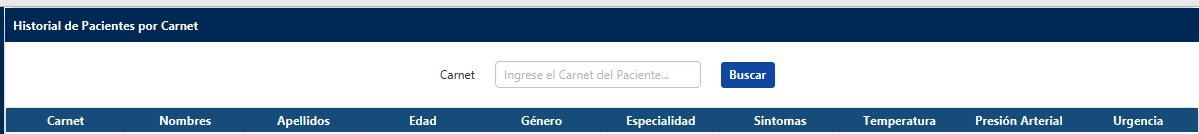 Historial de Pacientes por Carnet
Carnet Ingrese el Carnet del Paciente... Buscar
Carnet Nombres Apellidos Edad Género Especialidad Sintomas Temperatura Presión Arterial Urgencia